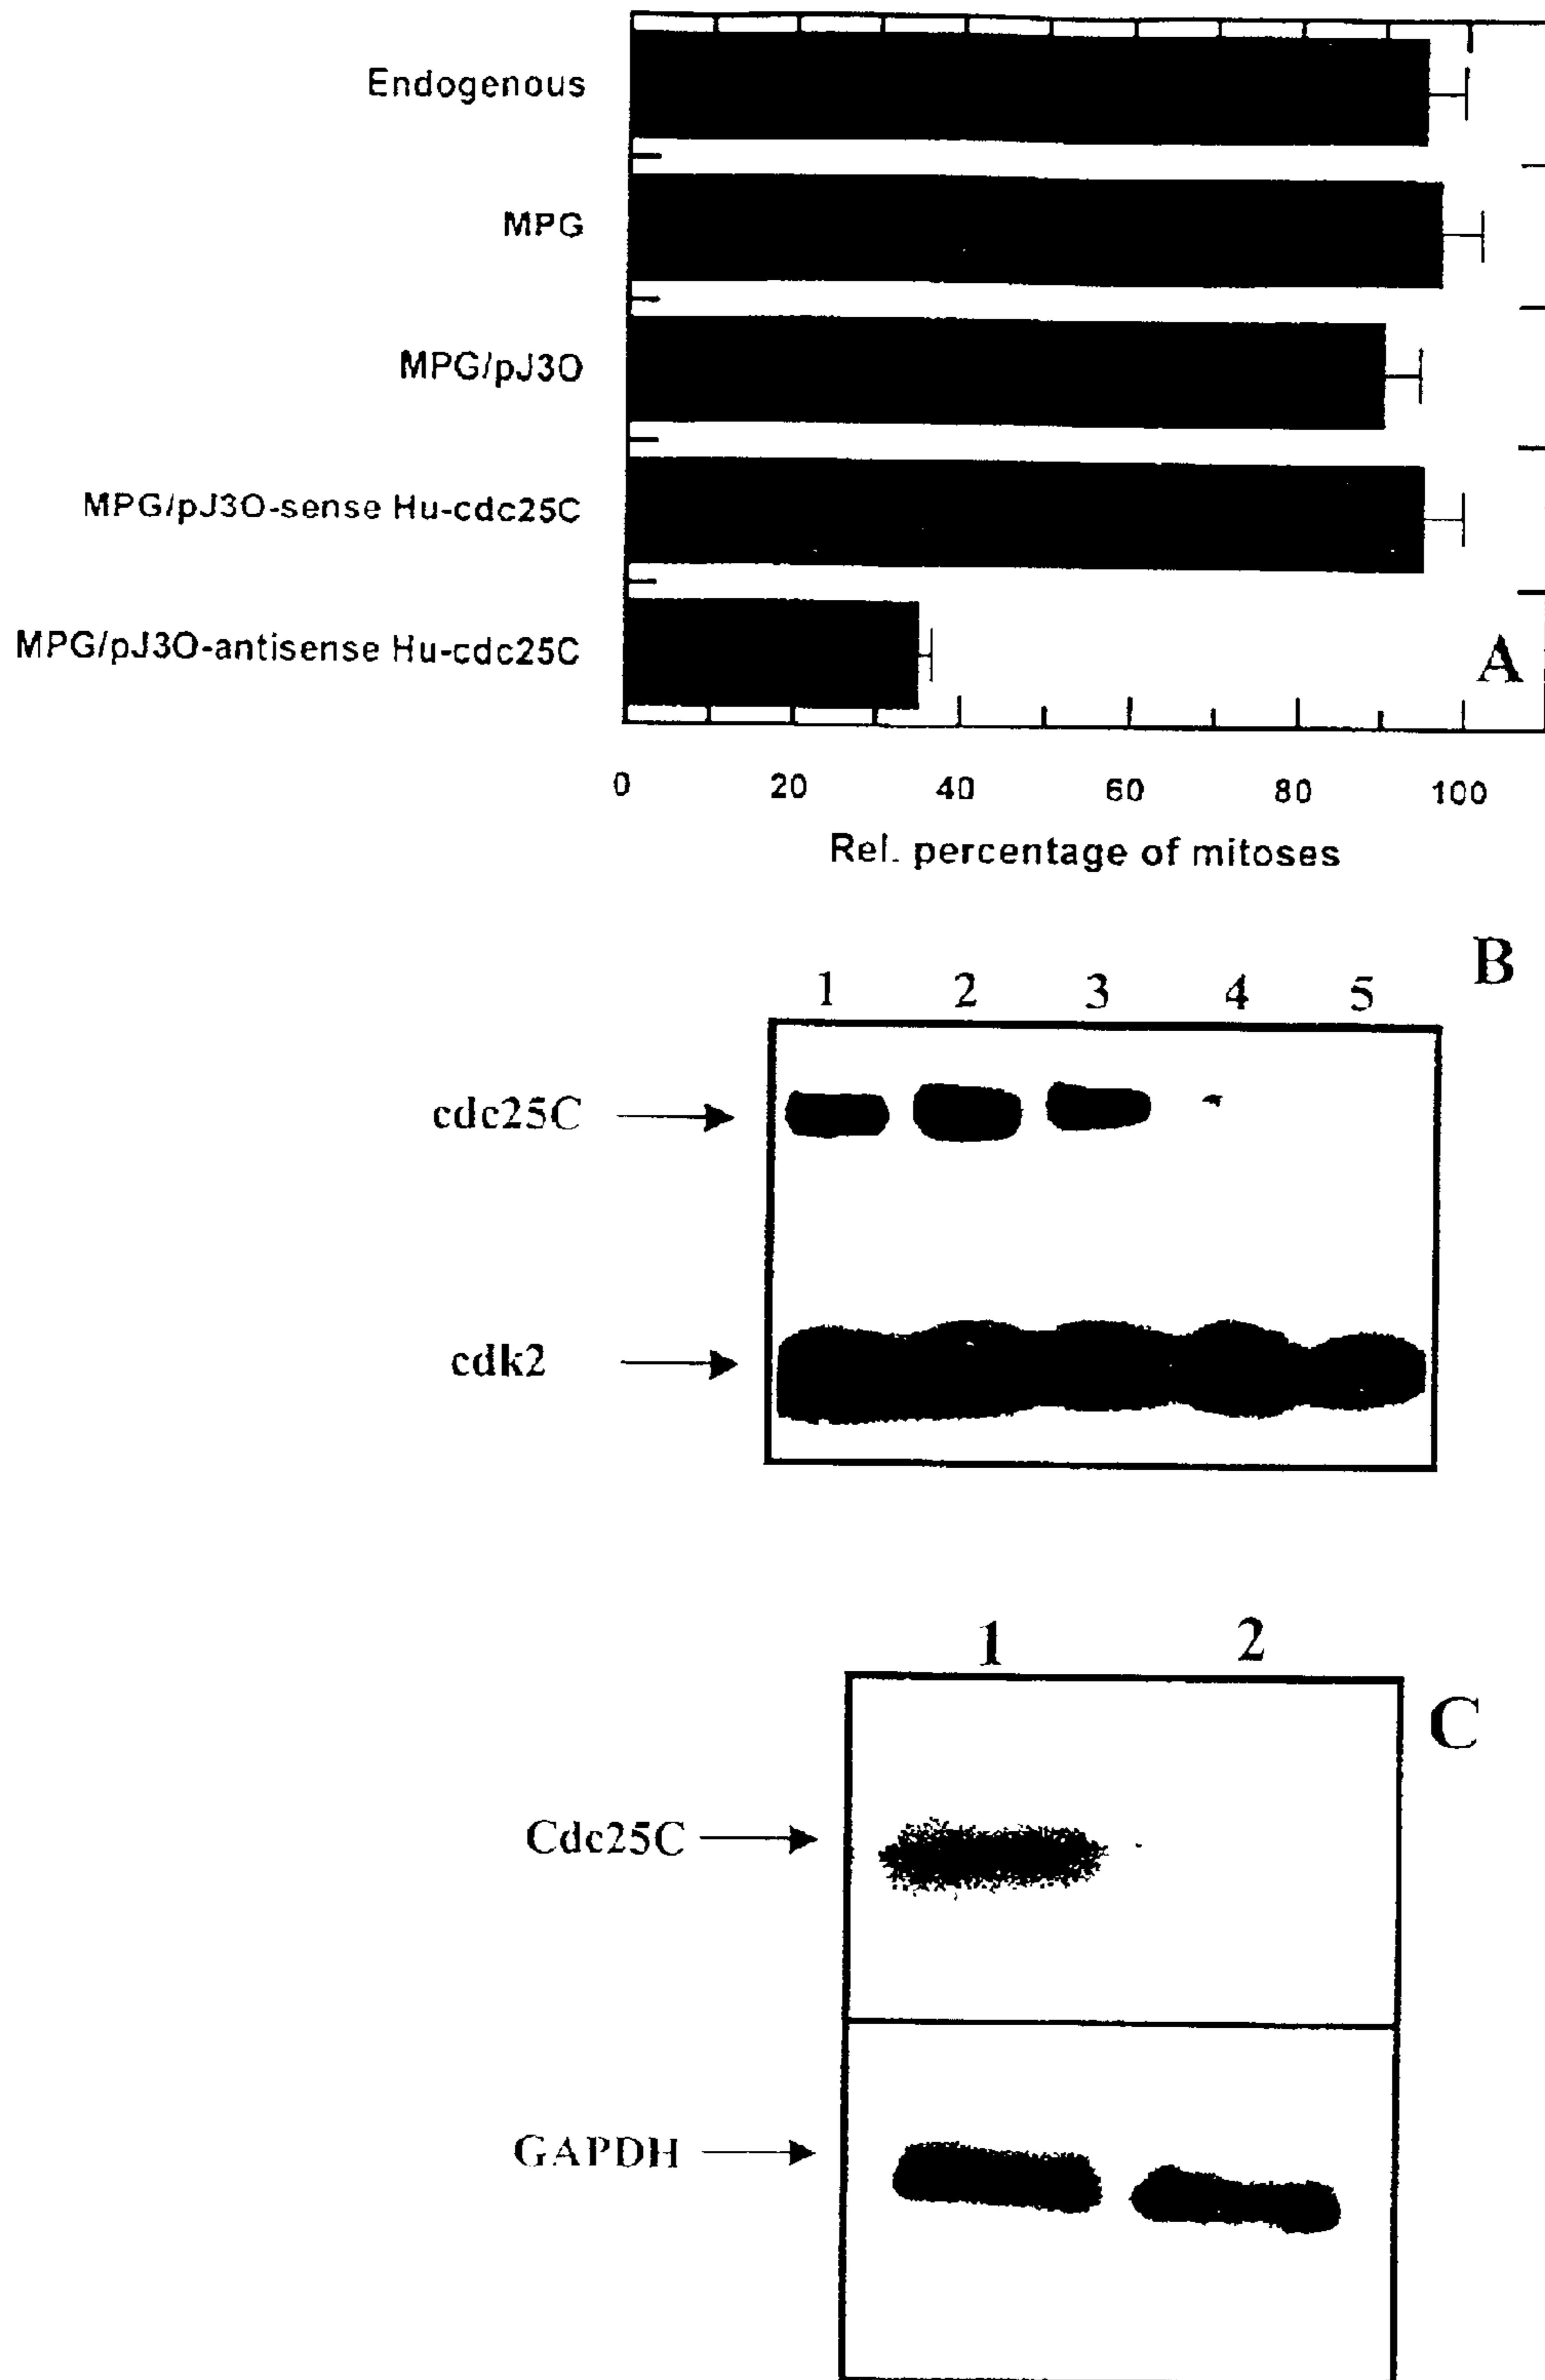 Endogenous
MPG
MPG/pJ3O
MPG/pJ3O-sense Hu-cdc25C
MPG/pJ3O-antisense Hu-cdc25C
A
0 20 40 60 80 100
Rel. percentage of mitoses
B
1 2 3 4 5
cdc25C
cdk2
1 2
C
Cdc25C
GAPDH